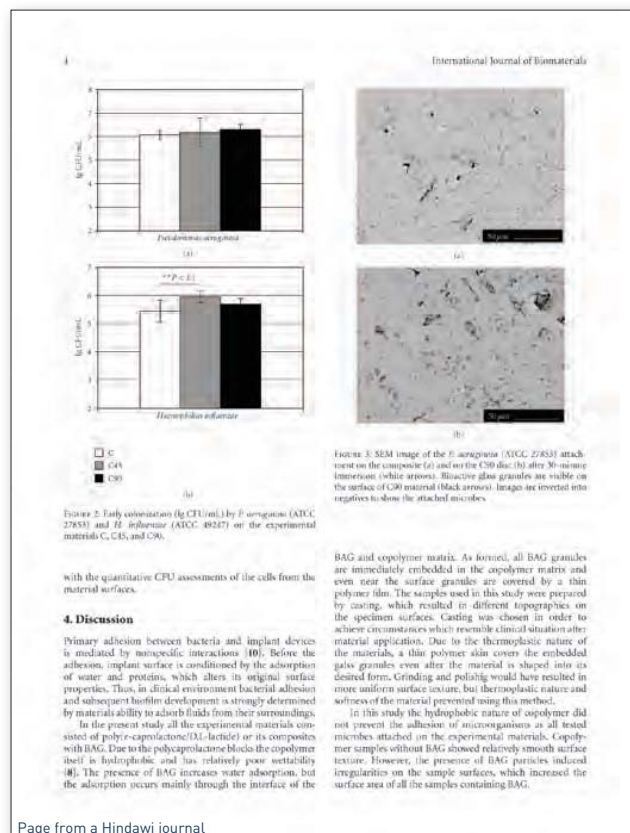 4
International Journal of Biomaterials
8
7
6
5
4
3
2
lg CFU/mL
Pseudomonas aeruginosa
(a)
7
6
5
4
3
2
lg CFU/mL
Haemophilus influenzae
C
C45
C90
(b)
FIGURE 2: Early colonization (lg CFU/mL) by P. aeruginosa (ATCC
27853) and H. influenzae (ATCC 49247) on the experimental
materials C, C45, and C90.
with the quantitative CFU assessments of the cells from the
material surfaces.
4. Discussion
Primary adhesion between bacteria and implant devices
is mediated by nonspecific interactions [10]. Before the
adhesion, implant surface is conditioned by the adsorption
of water and proteins, which alters its original surface
properties. Thus, in clinical environment bacterial adhesion
and subsequent biofilm development is strongly determined
by materials ability to adsorb fluids from their surroundings.
In the present study all the experimental materials con-
sisted of poly(ε-caprolactone/D,L-lactide) or its composites
with BAG. Due to the polycaprolactone blocks the copolymer
itself is hydrophobic and has relatively poor wettability
[8]. The presence of BAG increases water adsorption, but
the adsorption occurs mainly through the interface of the
50 μm
(a)
50 μm
(b)
FIGURE 3: SEM image of the P. aeruginosa (ATCC 27853) attach-
ment on the composite (a) and on the C90 disc (b) after 30-minute
immersion (white arrows). Bioactive glass granules are visible on
the surface of C90 material (black arrows). Images are inverted into
negatives to show the attached microbes.
BAG and copolymer matrix. As formed, all BAG granules
are immediately embedded in the copolymer matrix and
even near the surface granules are covered by a thin
polymer film. The samples used in this study were prepared
by casting, which resulted in different topographies on
the specimen surfaces. Casting was chosen in order to
achieve circumstances which resemble clinical situation after
material application. Due to the thermoplastic nature of
the materials, a thin polymer skin covers the embedded
galss granules even after the material is shaped into its
desired form. Grinding and polishig would have resulted in
more uniform surface texture, but thermoplastic nature and
softness of the material prevented using this method.
In this study the hydrophobic nature of copolymer did
not prevent the adhesion of microorganisms as all tested
microbes attached on the experimental materials. Copoly-
mer samples without BAG showed relatively smooth surface
texture. However, the presence of BAG particles induced
irregularities on the sample surfaces, which increased the
surface area of all the samples containing BAG.
Page from a Hindawi journal